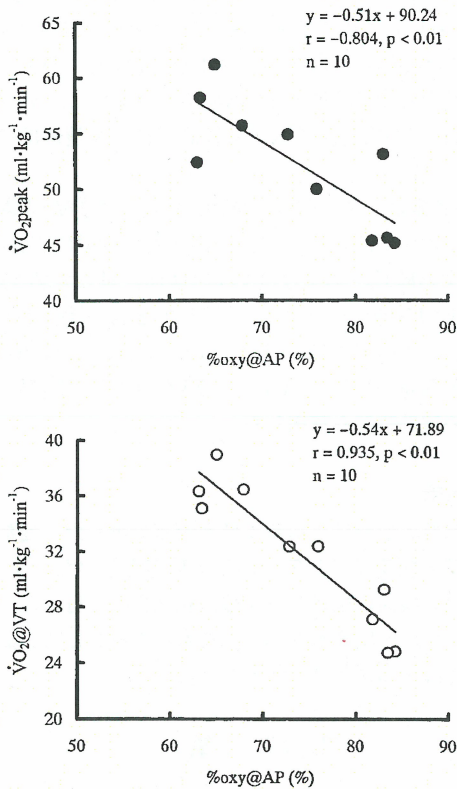 y = −0.51x + 90.24
r = −0.804, p < 0.01
n = 10
65
60
55
50
45
40
V̇O₂peak (ml·kg⁻¹·min⁻¹)
50 60 70 80 90
%oxy@AP (%)
y = −0.54x + 71.89
r = 0.935, p < 0.01
n = 10
40
36
32
28
24
20
V̇O₂@VT (ml·kg⁻¹·min⁻¹)
50 60 70 80 90
%oxy@AP (%)